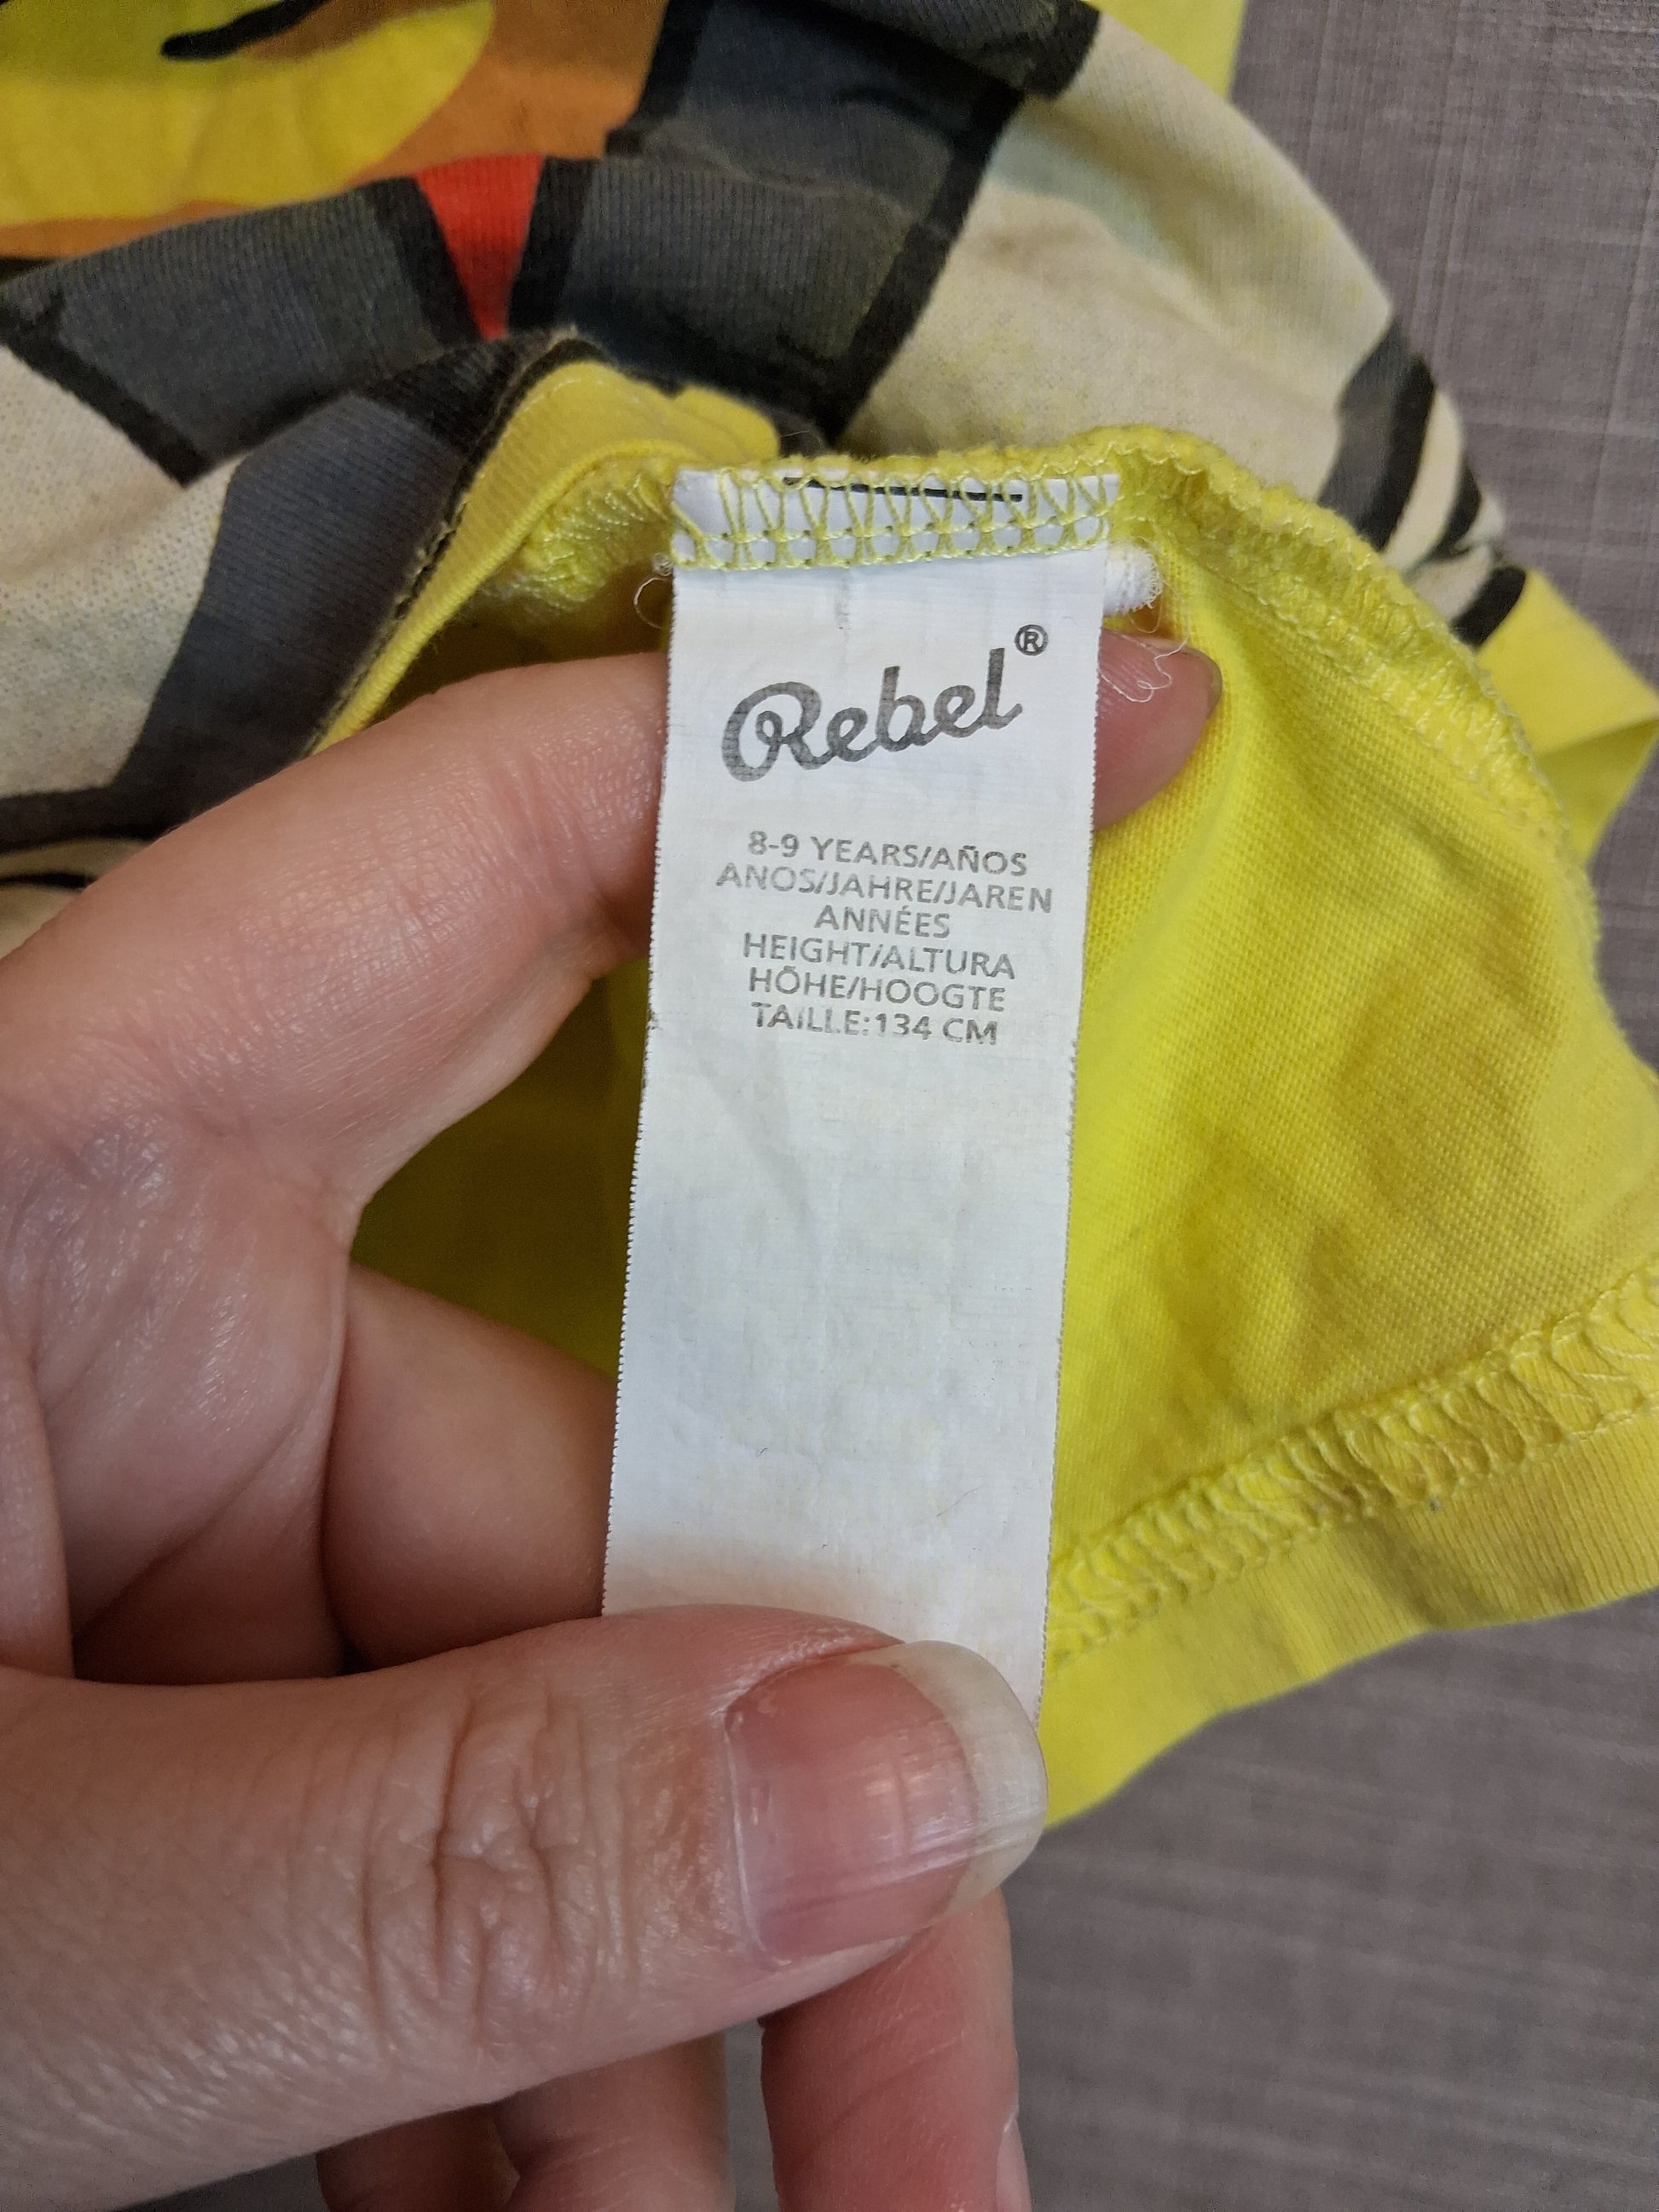 Rebel®
8-9 YEARS/AÑOS
ANOS/JAHRE/JAREN
ANNÉES
HEIGHT/ALTURA
HÖHE/HOOGTE
TAILLE:134 CM